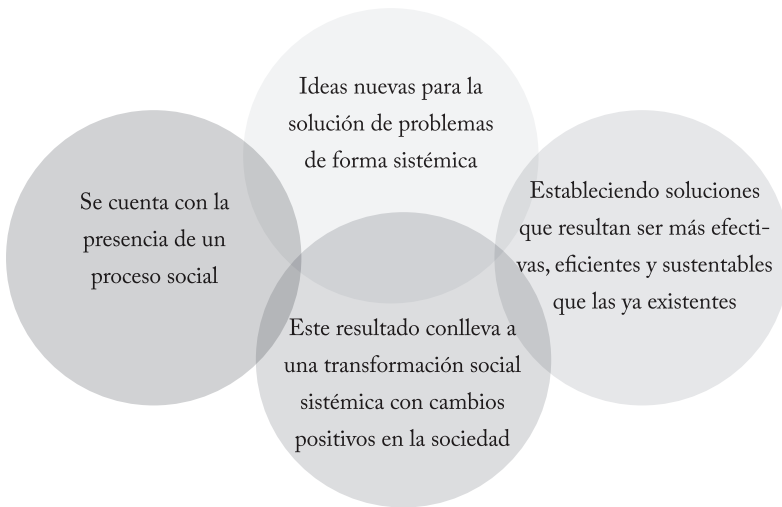 Ideas nuevas para la
solución de problemas
de forma sistémica
Se cuenta con la
presencia de un
proceso social
Estableciendo soluciones
que resultan ser más efecti-
vas, eficientes y sustentables
que las ya existentes
Este resultado conlleva a
una transformación social
sistémica con cambios
positivos en la sociedad